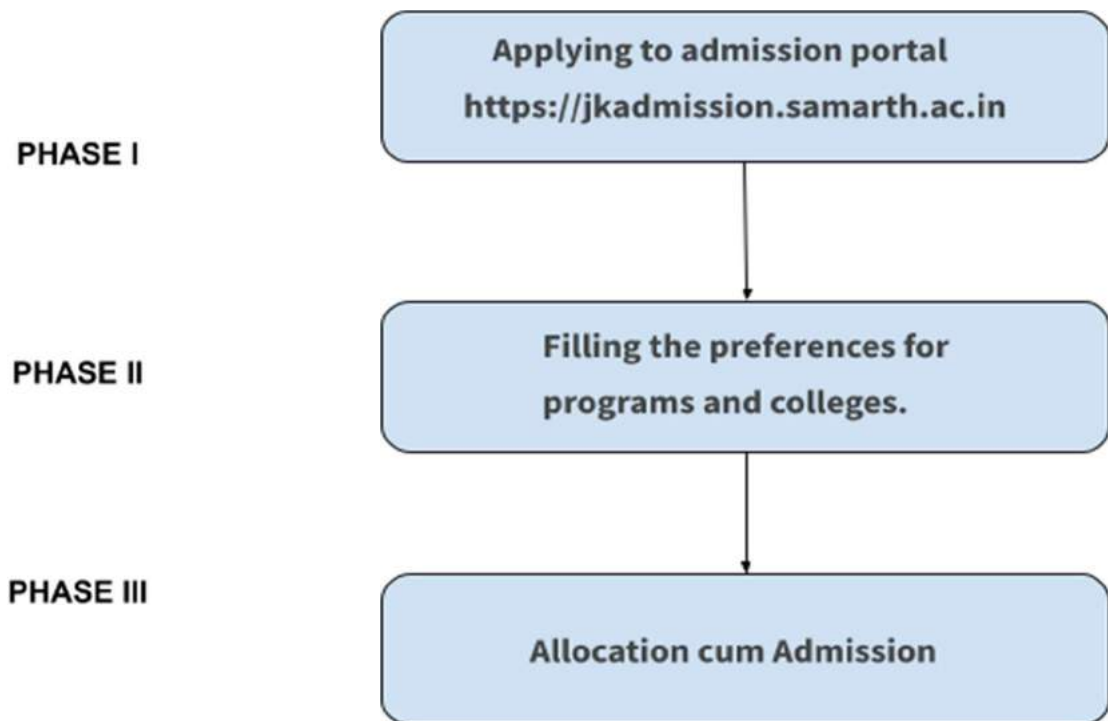 Applying to admission portal
https://jkadmission.samarth.ac.in
PHASE I
Filling the preferences for
PHASE II
programs and colleges.
PHASE III
Allocation cum Admission